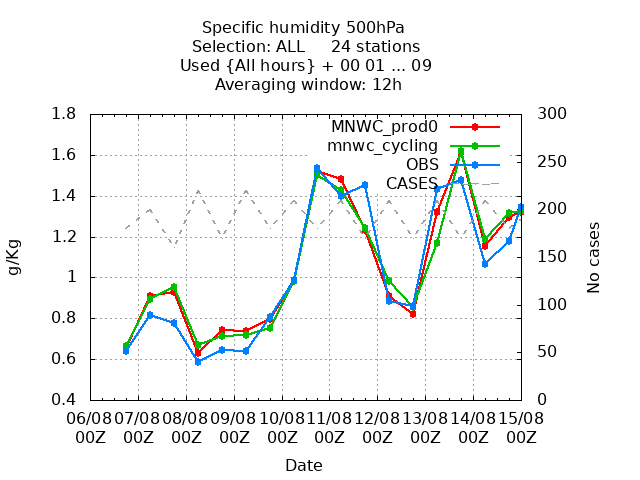 Specific humidity 500hPa
Selection: ALL 24 stations
Used {All hours} + 00 01 ... 09
Averaging window: 12h
MNWC_prod0
mnwc_cycling
OBS
CASES
g/Kg
1.8
1.6
1.4
1.2
1
0.8
0.6
0.4
300
250
200
150
100
50
0
No cases
06/08 07/08 08/08 09/08 10/08 11/08 12/08 13/08 14/08 15/08
00Z 00Z 00Z 00Z 00Z 00Z 00Z 00Z 00Z 00Z
Date